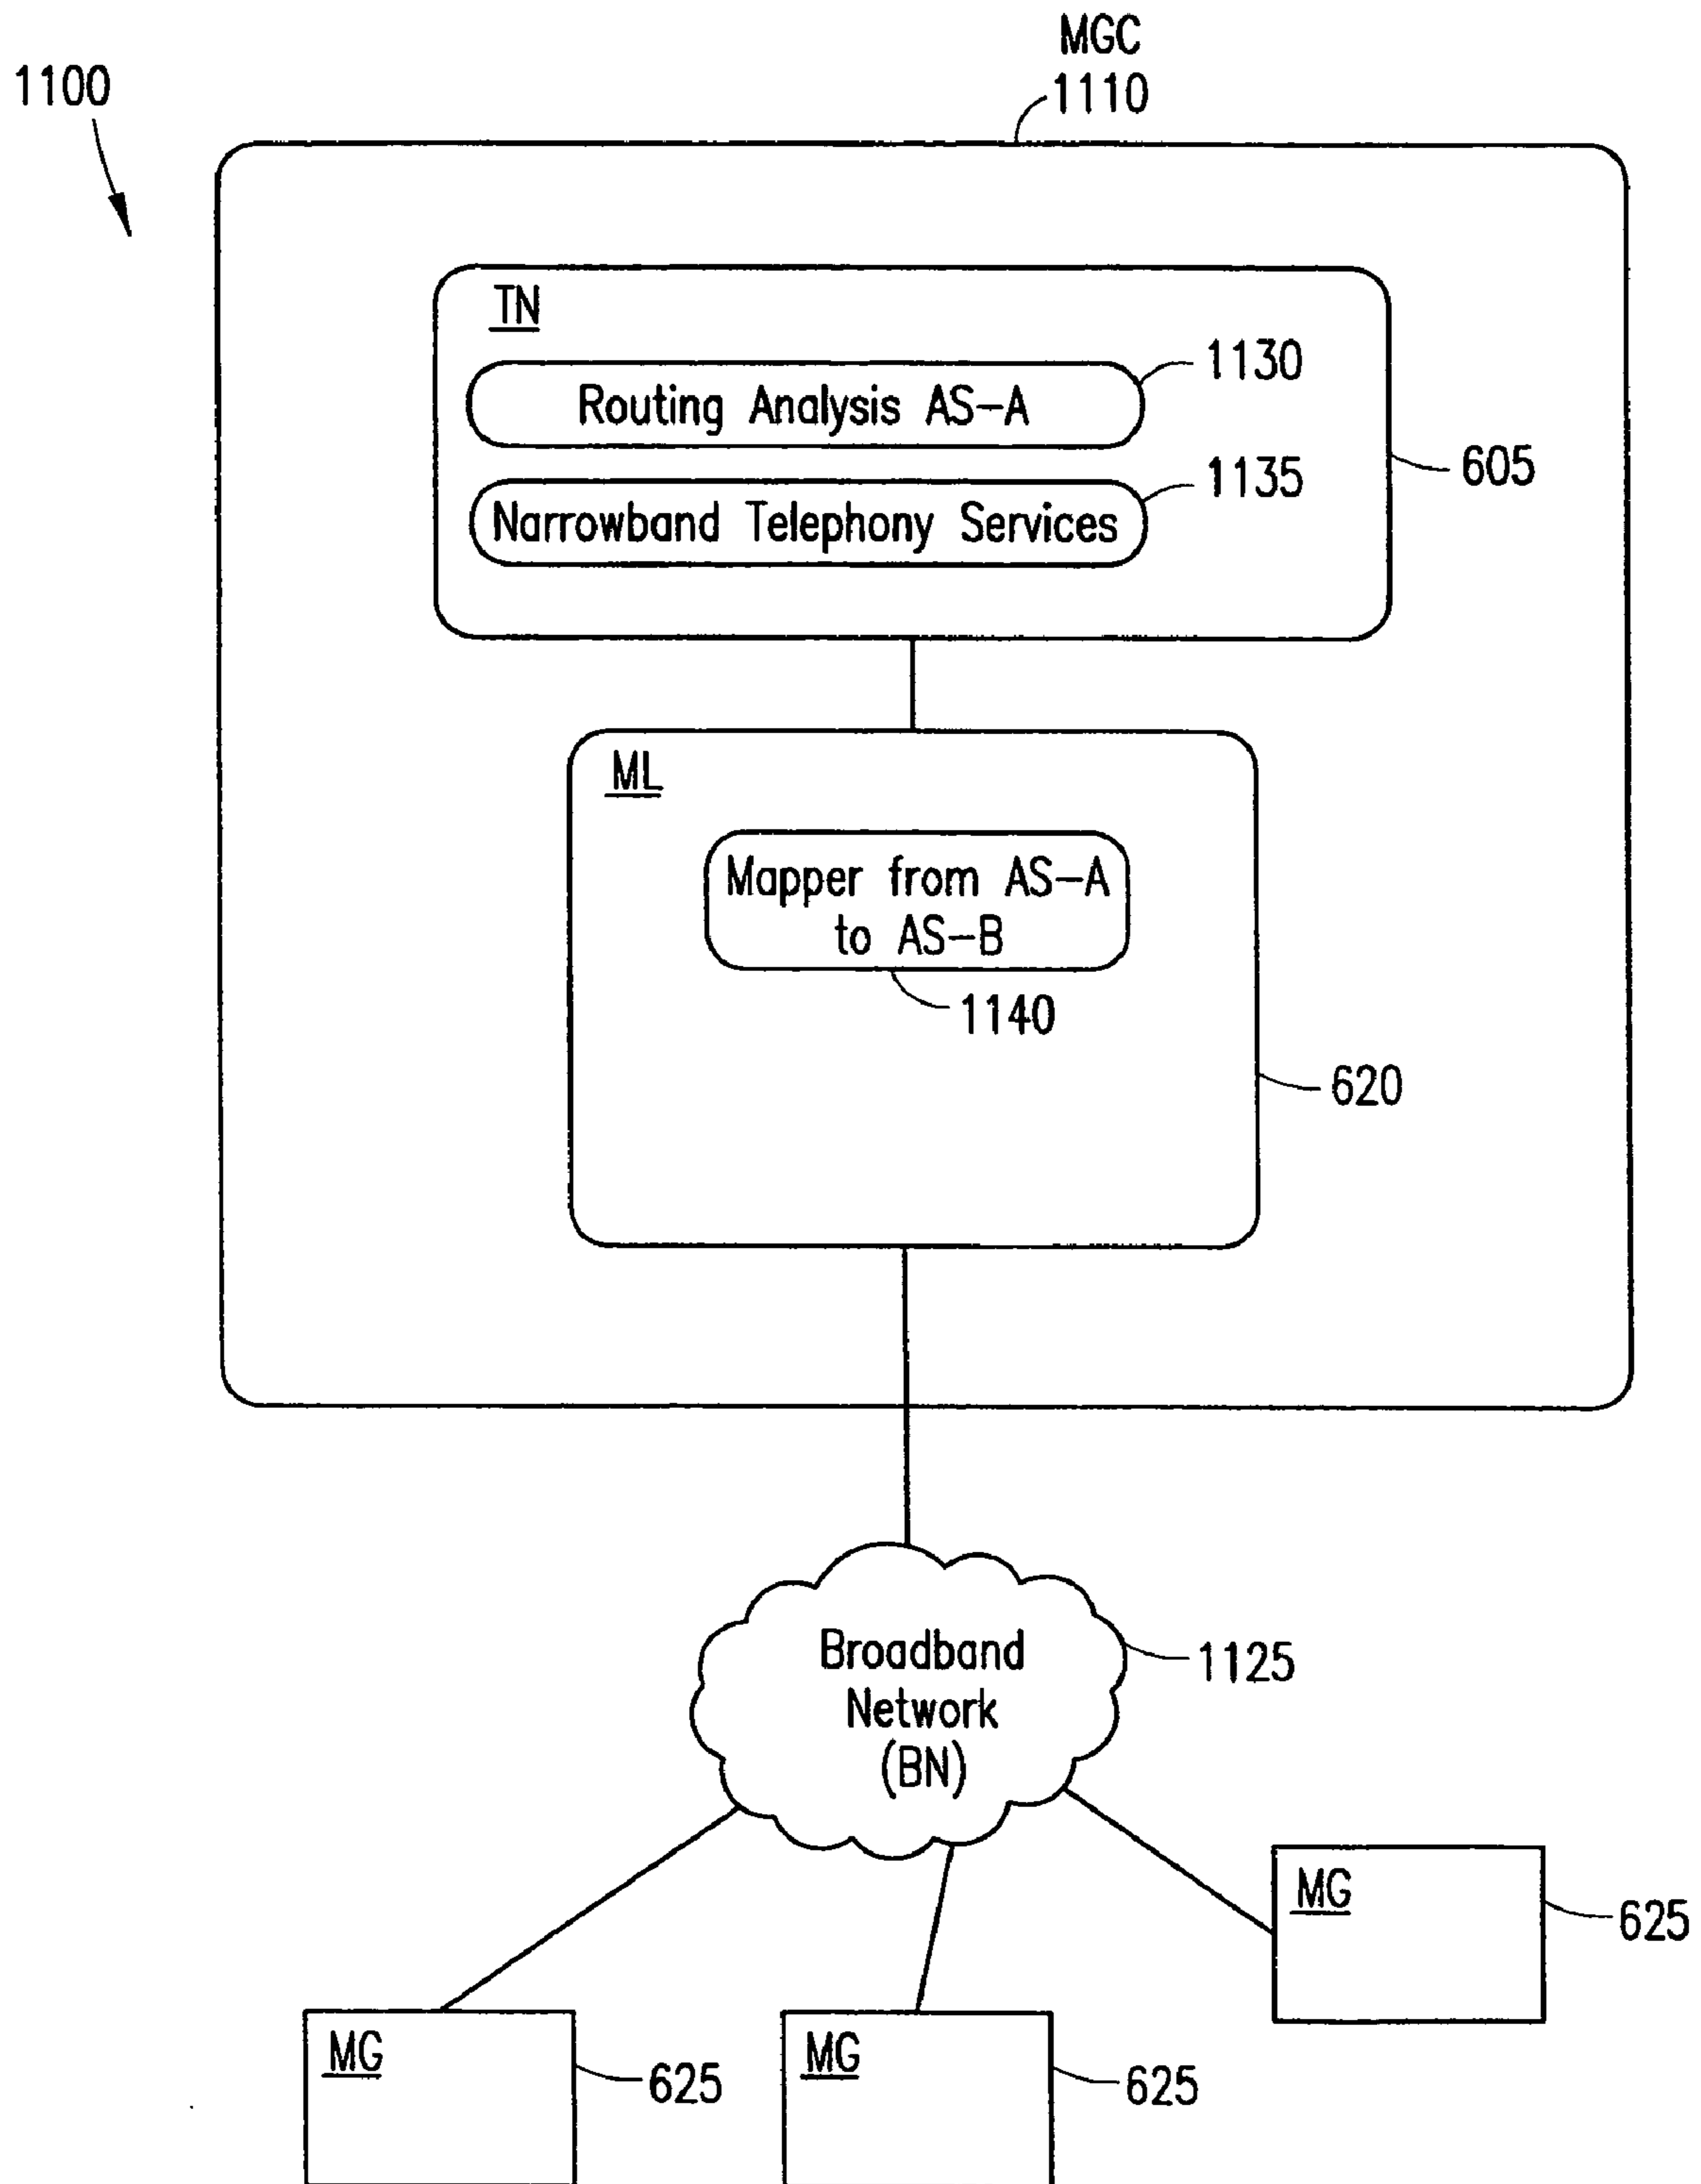 MGC
1100
1110
TN
1130
Routing Analysis AS-A
1135
605
Narrowband Telephony Services
ML
Mapper from AS-A
to AS-B
1140
620
Broadband
1125
Network
(BN)
MG
625
MG
625
MG
625